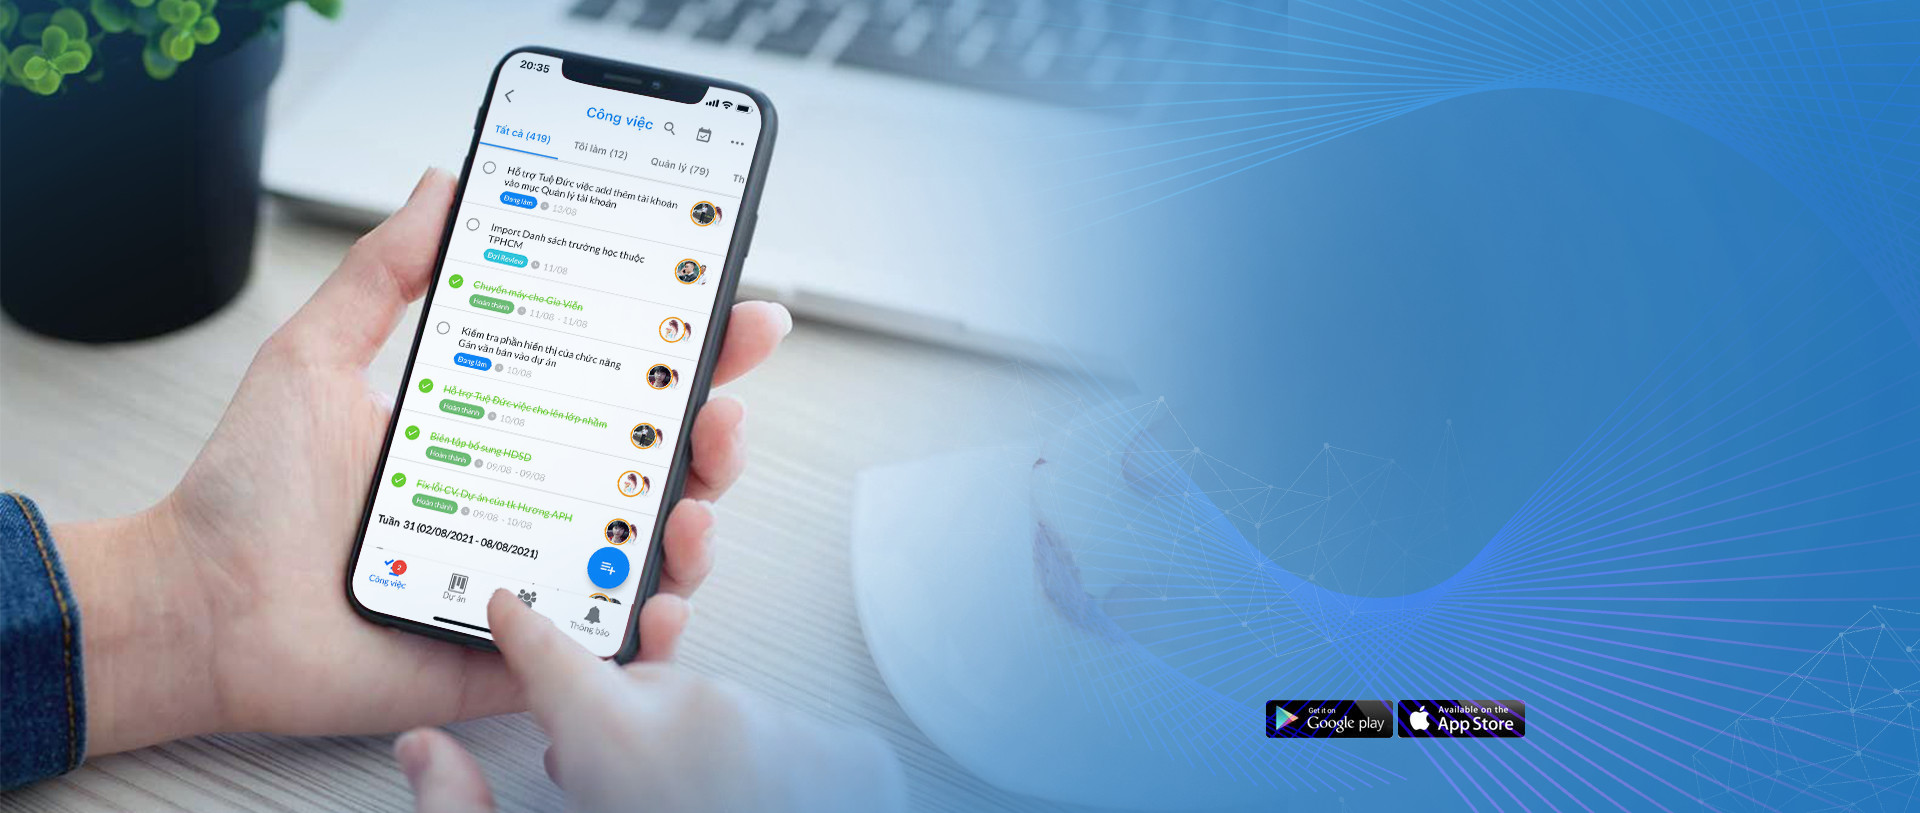 20:35
Công việc
Tất cả (419)
Tôi làm (12)
Quản lý (79)
Th
Hỗ trợ Tuệ Đức việc add thêm tài khoản
vào mục Quản lý tài khoản
Đang làm 13/08
Import Danh sách trường học thuộc
TPHCM
Đợi Review 11/08
Chuyển máy cho Gia Viễn
Hoàn thành 11/08 - 11/08
Kiểm tra phần hiển thị của chức năng
Gán văn bản vào dự án
Đang làm 10/08
Hỗ trợ Tuệ Đức việc cho lên lớp nhầm
Hoàn thành 10/08
Biên tập bổ sung HDSD
Hoàn thành 09/08 - 09/08
Fix lỗi CV, Dự án của tk Hương APH
Hoàn thành 09/08 - 10/08
Tuần 31 (02/08/2021 - 08/08/2021)
2
Công việc
Dự án
Thông báo
Get it on
Google play
Available on the
App Store